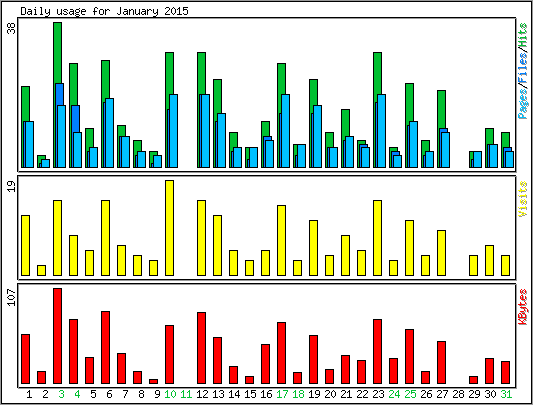 Daily usage for January 2015
38
Pages/Files/Hits
19
Visits
107
KBytes
1 2 3 4 5 6 7 8 9 10 11 12 13 14 15 16 17 18 19 20 21 22 23 24 25 26 27 28 29 30 31